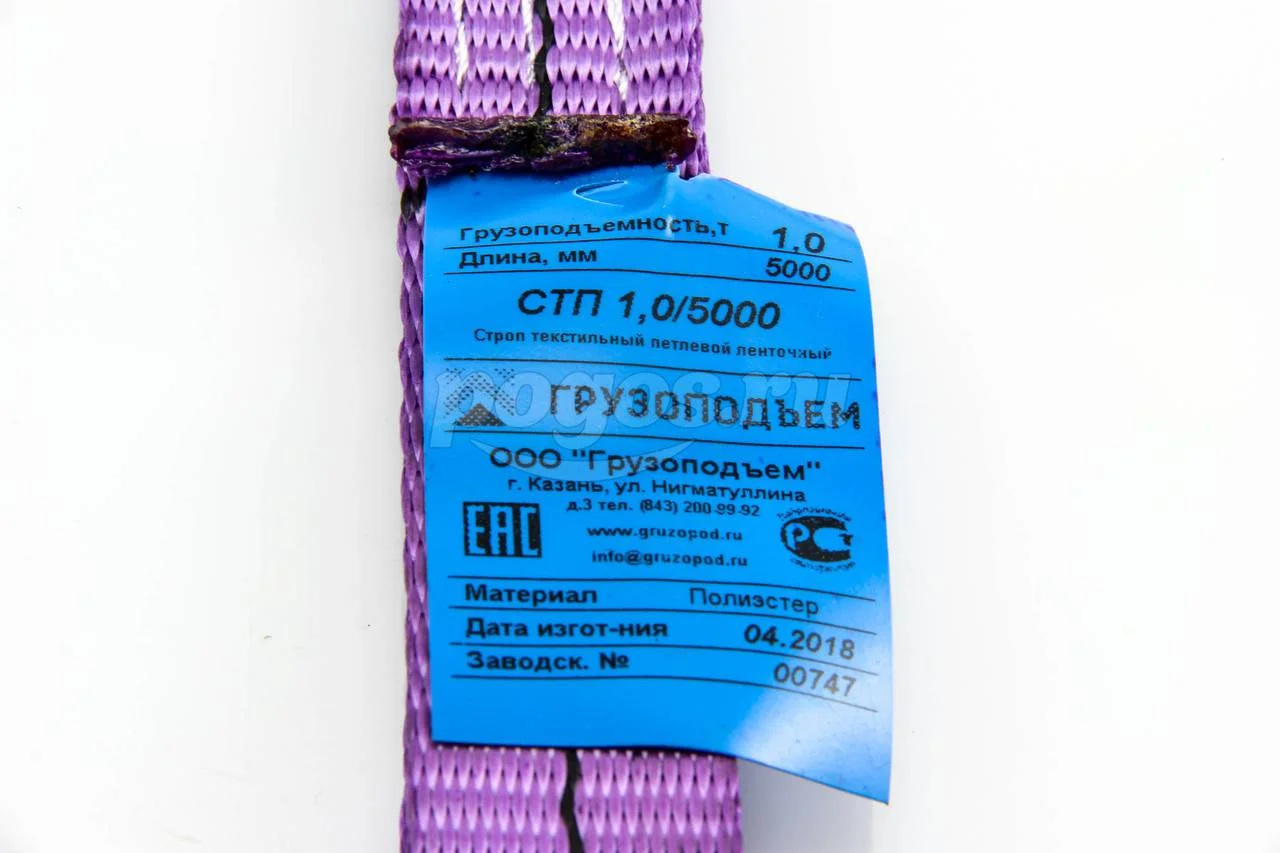 Грузоподъемность,т 1,0
Длина, мм 5000
СТП 1,0/5000
Строп текстильный петлевой ленточный
pogos.ru
ГРУЗОПОДЪЕМ
ООО "Грузоподъем"
г. Казань, ул. Нигматуллина
д.3 тел. (843) 200-99-92
EAC
www.gruzopod.ru
info@gruzopod.ru
РСт
Материал Полиэстер
Дата изгот-ния 04.2018
Заводск. № 00747